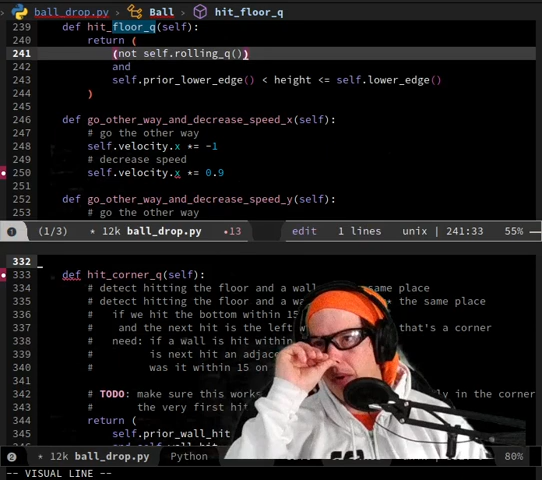 ball_drop.py > Ball > hit_floor_q
239 def hit_floor_q(self):
240 return (
241 (not self.rolling_q())
242 and
243 self.prior_lower_edge() < height <= self.lower_edge()
244 )
245
246 def go_other_way_and_decrease_speed_x(self):
247 # go the other way
248 self.velocity.x *= -1
249 # decrease speed
250 self.velocity.x *= 0.9
251
252 def go_other_way_and_decrease_speed_y(self):
253 # go the other way
1 (1/3) * 12k ball_drop.py •13 edit 1 lines unix | 241:33 55%
332
333 def hit_corner_q(self):
334 # detect hitting the floor and a wall same place
335 # detect hitting the floor and a wa the same place
336 # if we hit the bottom within 15
337 # and the next hit is the left w that's a corner
338 # need: if a wall is hit within
339 # is next hit an adjace
340 # was it within 15 on
341
342 # TODO: make sure this works ly in the corner
343 # the very first hit
344 return (
345 self.prior_wall_hit
2 * 12k ball_drop.py Python 80%
-- VISUAL LINE --